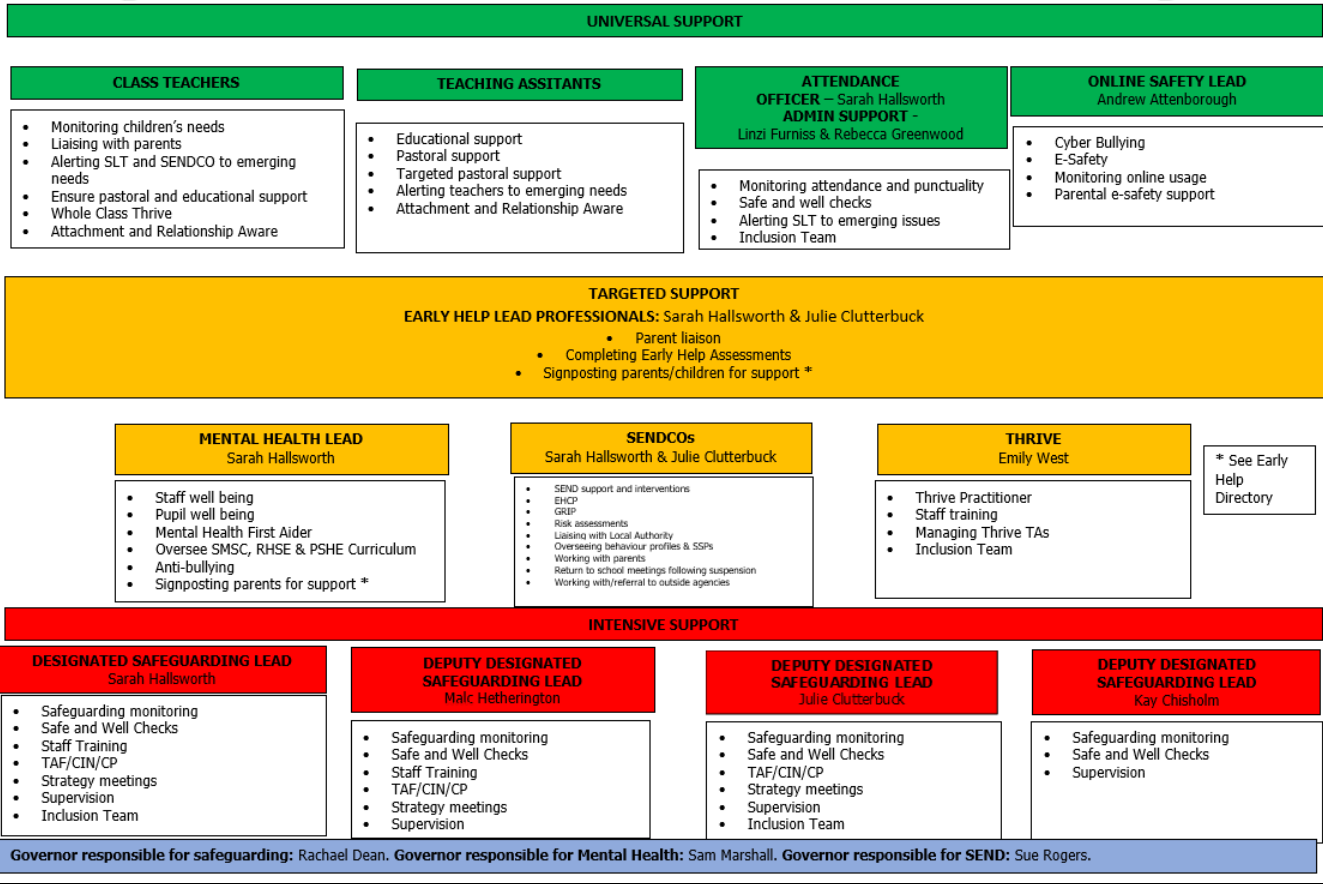 UNIVERSAL SUPPORT
CLASS TEACHERS
• Monitoring children's needs
• Liaising with parents
• Alerting SLT and SENDCO to emerging
needs
• Ensure pastoral and educational support
• Whole Class Thrive
• Attachment and Relationship Aware
TEACHING ASSITANTS
• Educational support
• Pastoral support
• Targeted pastoral support
• Alerting teachers to emerging needs
• Attachment and Relationship Aware
ATTENDANCE
OFFICER – Sarah Hallsworth
ADMIN SUPPORT -
Linzi Furniss & Rebecca Greenwood
• Monitoring attendance and punctuality
• Safe and well checks
• Alerting SLT to emerging issues
• Inclusion Team
ONLINE SAFETY LEAD
Andrew Attenborough
• Cyber Bullying
• E-Safety
• Monitoring online usage
• Parental e-safety support
TARGETED SUPPORT
EARLY HELP LEAD PROFESSIONALS: Sarah Hallsworth & Julie Clutterbuck
• Parent liaison
• Completing Early Help Assessments
• Signposting parents/children for support *
MENTAL HEALTH LEAD
Sarah Hallsworth
• Staff well being
• Pupil well being
• Mental Health First Aider
• Oversee SMSC, RHSE & PSHE Curriculum
• Anti-bullying
• Signposting parents for support *
SENDCOs
Sarah Hallsworth & Julie Clutterbuck
• SEND support and interventions
• EHCP
• GRIP
• Risk assessments
• Liaising with Local Authority
• Overseeing behaviour profiles & SSPs
• Working with parents
• Return to school meetings following suspension
• Working with/referral to outside agencies
THRIVE
Emily West
• Thrive Practitioner
• Staff training
• Managing Thrive TAs
• Inclusion Team
* See Early
Help
Directory
INTENSIVE SUPPORT
DESIGNATED SAFEGUARDING LEAD
Sarah Hallsworth
• Safeguarding monitoring
• Safe and Well Checks
• Staff Training
• TAF/CIN/CP
• Strategy meetings
• Supervision
• Inclusion Team
DEPUTY DESIGNATED
SAFEGUARDING LEAD
Malc Hetherington
• Safeguarding monitoring
• Safe and Well Checks
• Staff Training
• TAF/CIN/CP
• Strategy meetings
• Supervision
DEPUTY DESIGNATED
SAFEGUARDING LEAD
Julie Clutterbuck
• Safeguarding monitoring
• Safe and Well Checks
• TAF/CIN/CP
• Strategy meetings
• Supervision
• Inclusion Team
DEPUTY DESIGNATED
SAFEGUARDING LEAD
Kay Chisholm
• Safeguarding monitoring
• Safe and Well Checks
• Supervision
Governor responsible for safeguarding: Rachael Dean. Governor responsible for Mental Health: Sam Marshall. Governor responsible for SEND: Sue Rogers.